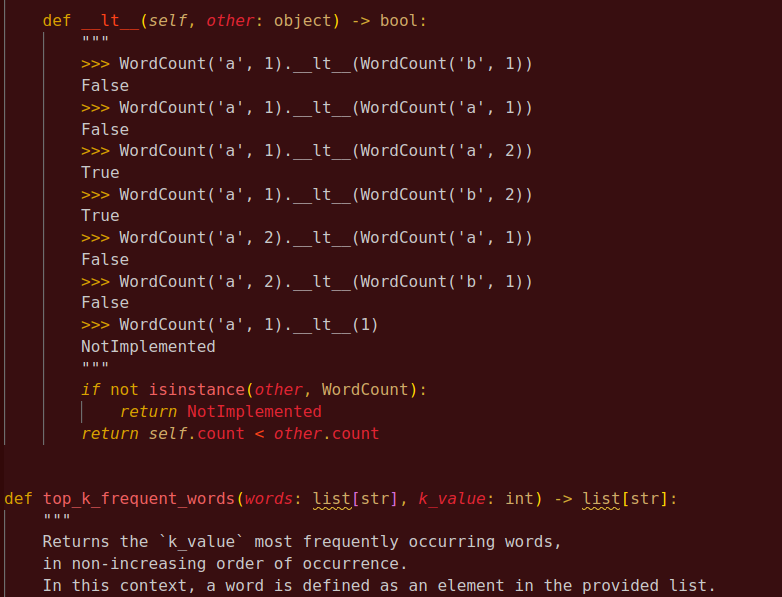 def __lt__(self, other: object) -> bool:
"""
>>> WordCount('a', 1).__lt__(WordCount('b', 1))
False
>>> WordCount('a', 1).__lt__(WordCount('a', 1))
False
>>> WordCount('a', 1).__lt__(WordCount('a', 2))
True
>>> WordCount('a', 1).__lt__(WordCount('b', 2))
True
>>> WordCount('a', 2).__lt__(WordCount('a', 1))
False
>>> WordCount('a', 2).__lt__(WordCount('b', 1))
False
>>> WordCount('a', 1).__lt__(1)
NotImplemented
"""
if not isinstance(other, WordCount):
return NotImplemented
return self.count < other.count
def top_k_frequent_words(words: list[str], k_value: int) -> list[str]:
"""
Returns the `k_value` most frequently occurring words,
in non-increasing order of occurrence.
In this context, a word is defined as an element in the provided list.